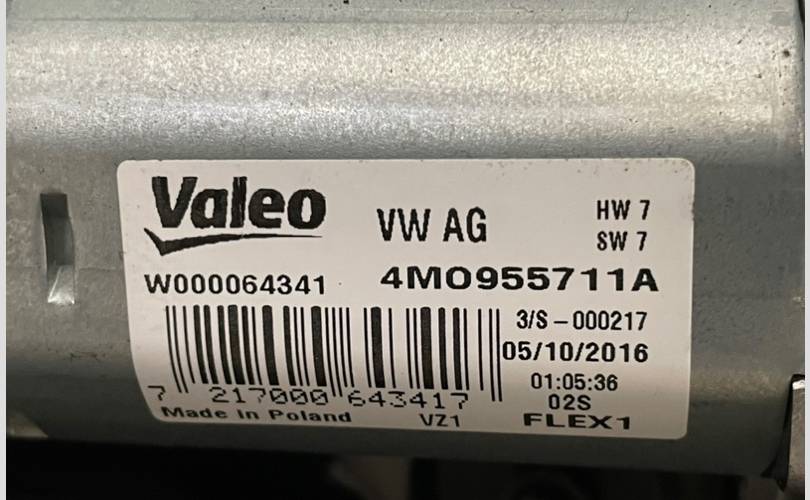 Valeo
VW AG
HW 7
SW 7
W000064341
4M0955711A
3/S-000217
05/10/2016
01:05:36
02S
7 217000 643417
Made In Poland
VZ1
FLEX1